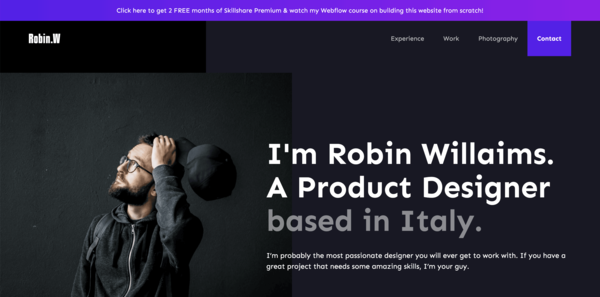 Click here to get 2 FREE months of Skillshare Premium & watch my Webflow course on building this website from scratch!
Robin.W
Experience
Work
Photography
Contact
I'm Robin Willaims.
A Product Designer
based in Italy.
I'm probably the most passionate designer you will ever get to work with. If you have a
great project that needs some amazing skills, I'm your guy.